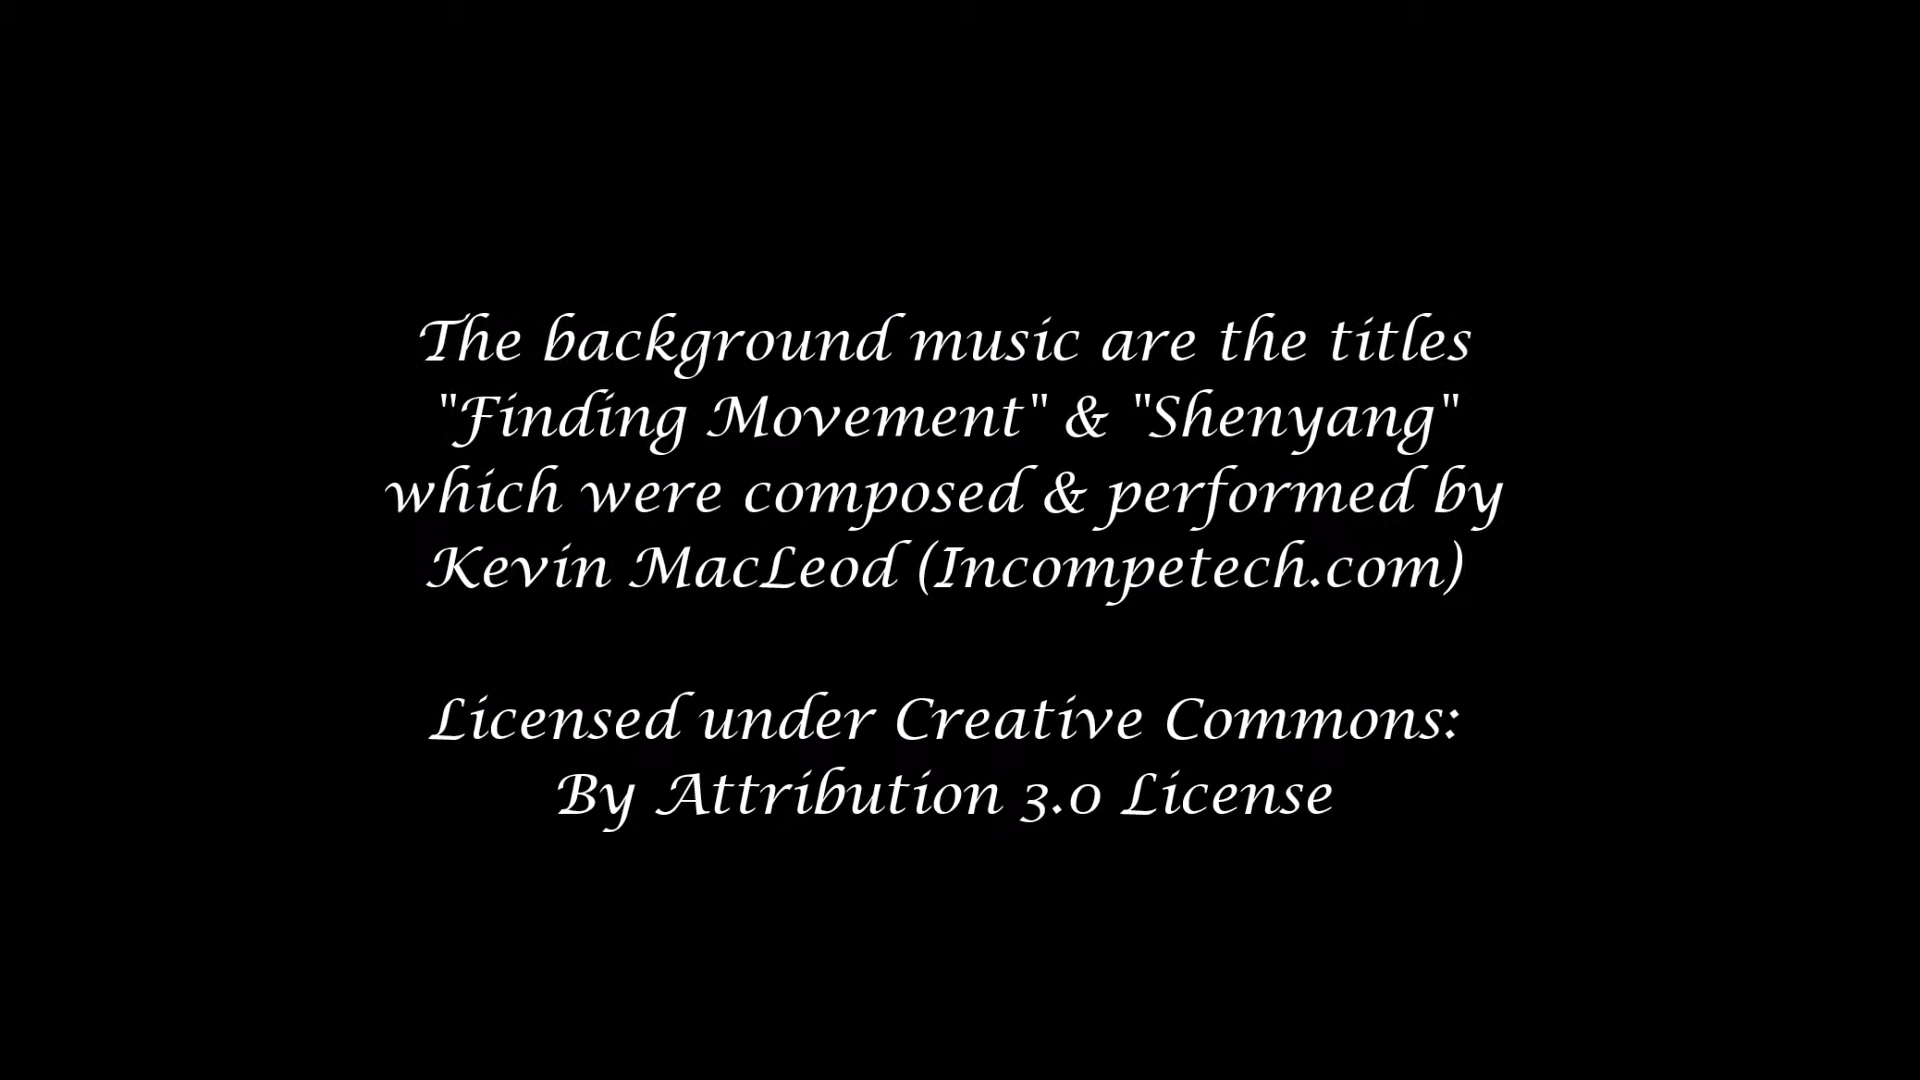 The background music are the titles
"Finding Movement" & "Shenyang"
which were composed & performed by
Kevin MacLeod (Incompetech.com)
Licensed under Creative Commons:
By Attribution 3.0 License